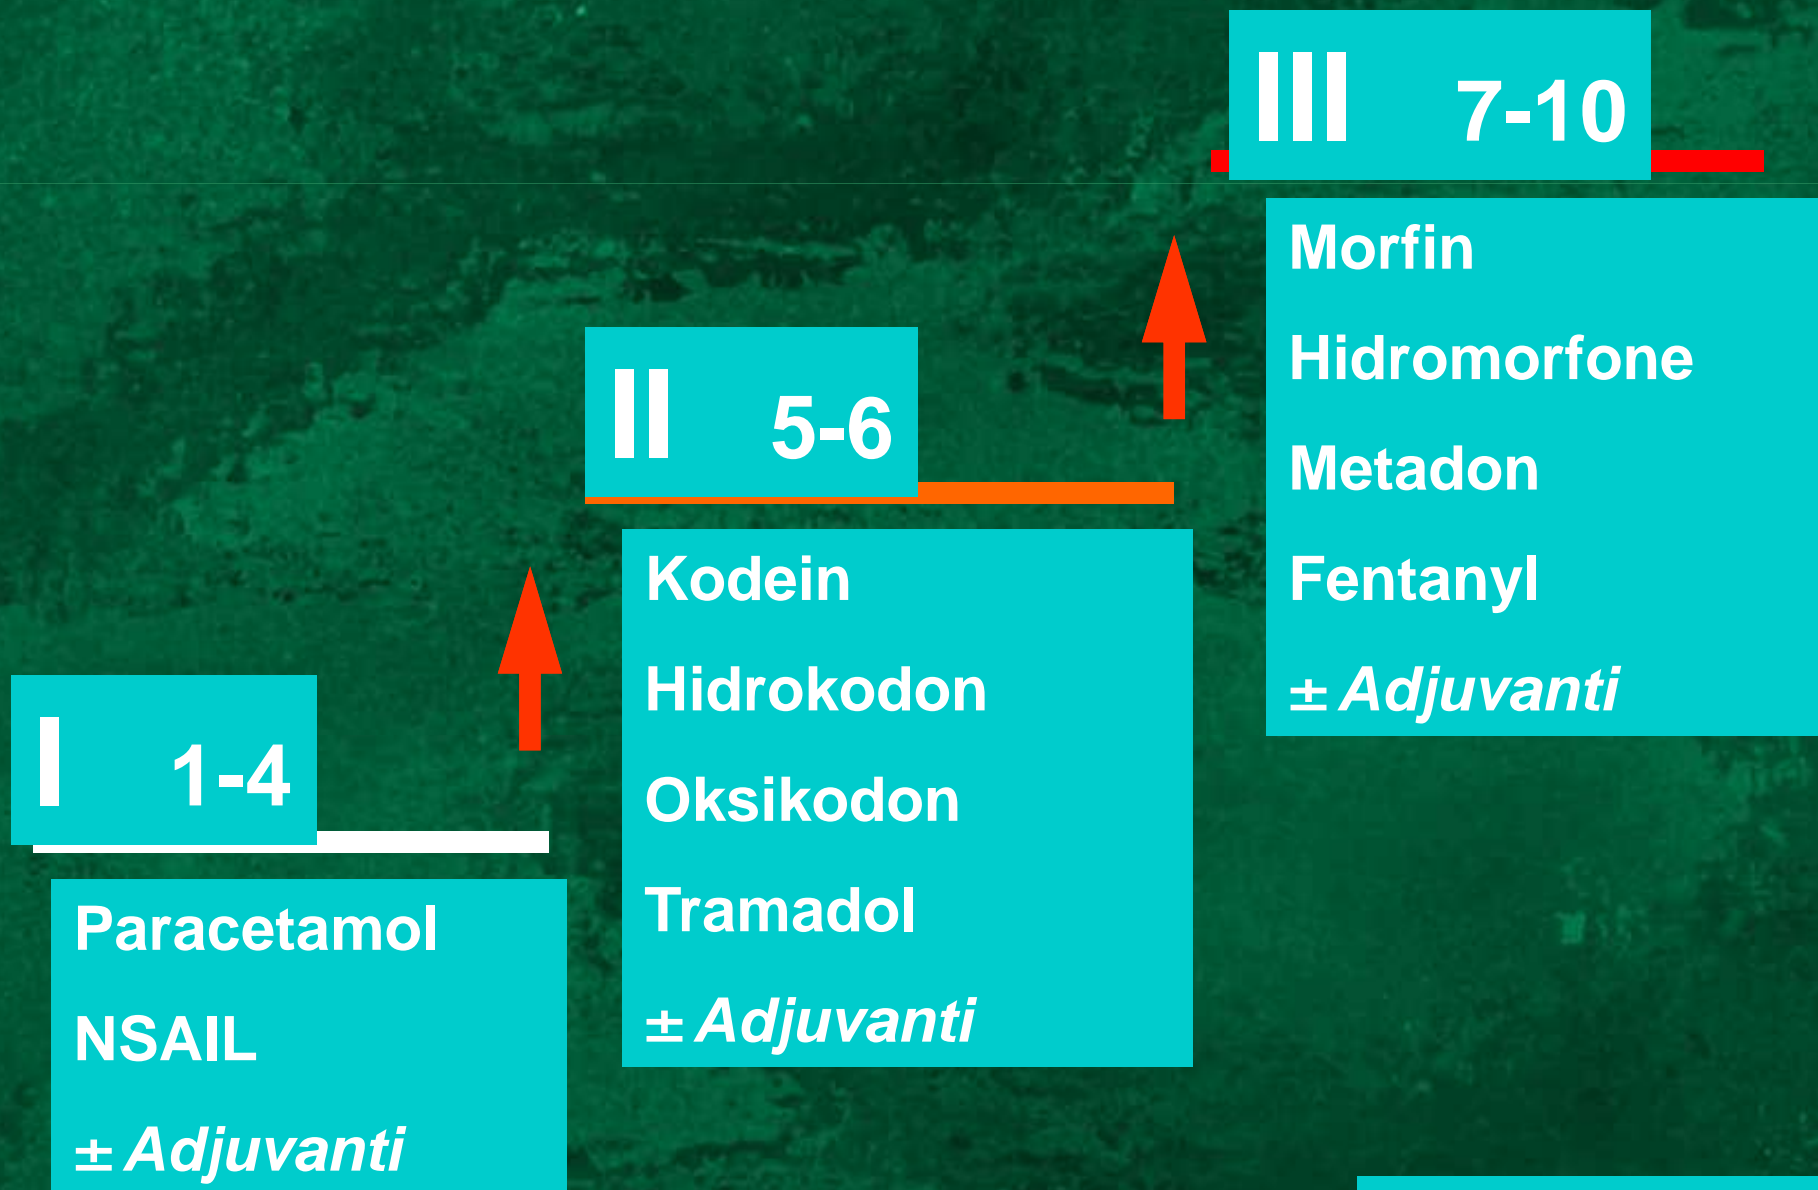 III 7-10
Morfin
Hidromorfone
Metadon
Fentanyl
± Adjuvanti
II 5-6
Kodein
Hidrokodon
Oksikodon
Tramadol
± Adjuvanti
I 1-4
Paracetamol
NSAIL
± Adjuvanti